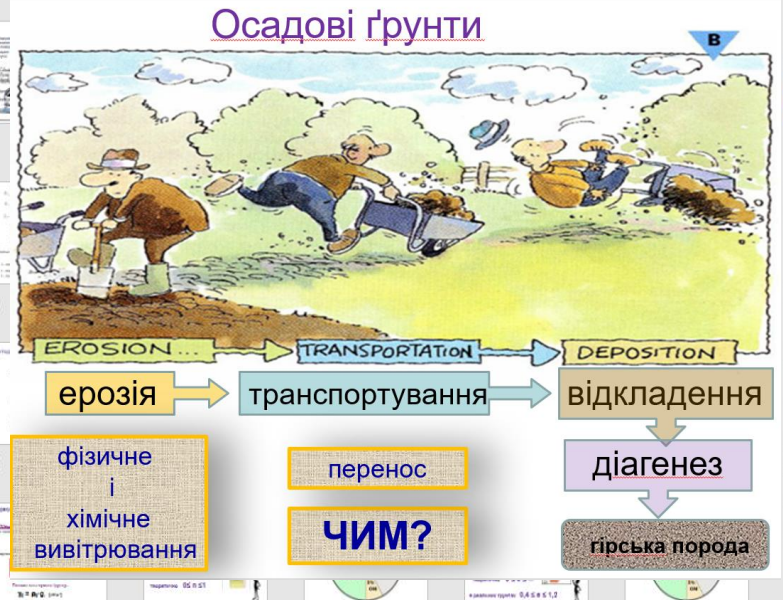 Осадові ґрунти
B
EROSION...
TRANSPORTATION
DEPOSITION
ерозія
транспортування
відкладення
фізичне
і
хімічне
вивітрювання
перенос
ЧИМ?
діагенез
гірська порода